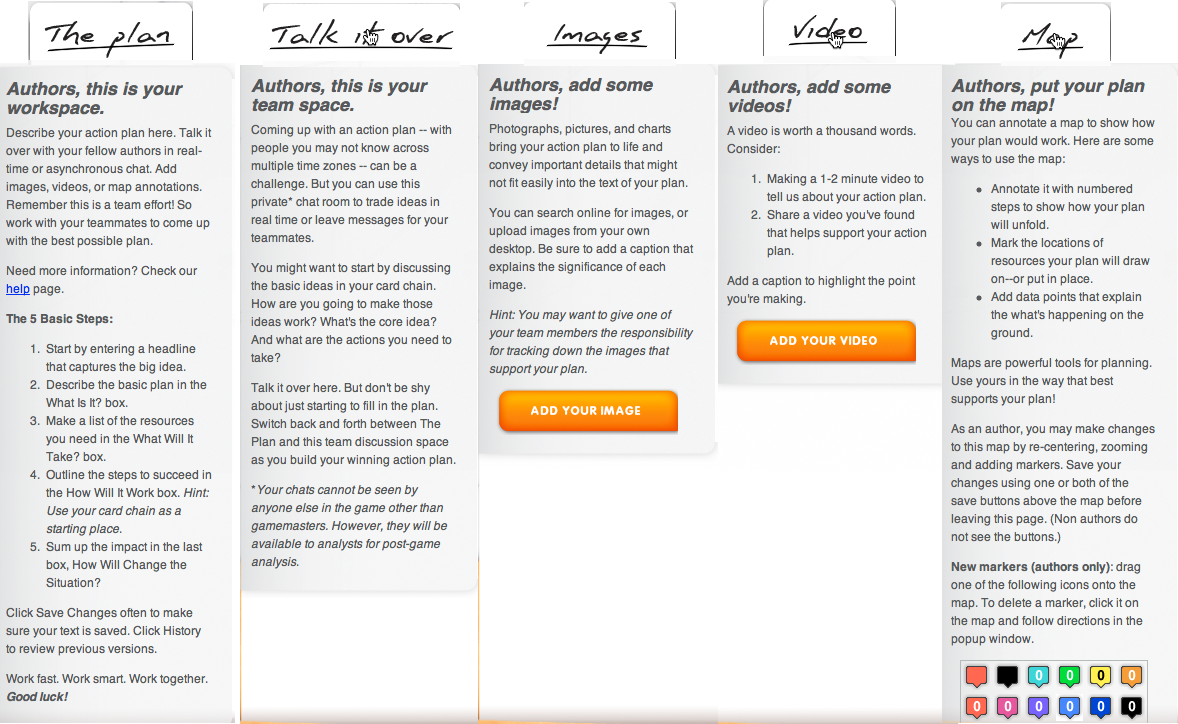 The plan
Authors, this is your
workspace.
Describe your action plan here. Talk it
over with your fellow authors in real-
time or asynchronous chat. Add
images, videos, or map annotations.
Remember this is a team effort! So
work with your teammates to come up
with the best possible plan.
Need more information? Check our
help page.
The 5 Basic Steps:
1. Start by entering a headline
that captures the big idea.
2. Describe the basic plan in the
What Is It? box.
3. Make a list of the resources
you need in the What Will It
Take? box.
4. Outline the steps to succeed in
the How Will It Work box. Hint:
Use your card chain as a
starting place.
5. Sum up the impact in the last
box, How Will Change the
Situation?
Click Save Changes often to make
sure your text is saved. Click History
to review previous versions.
Work fast. Work smart. Work together.
Good luck!
Talk it over
Authors, this is your
team space.
Coming up with an action plan -- with
people you may not know across
multiple time zones -- can be a
challenge. But you can use this
private* chat room to trade ideas in
real time or leave messages for your
teammates.
You might want to start by discussing
the basic ideas in your card chain.
How are you going to make those
ideas work? What's the core idea?
And what are the actions you need to
take?
Talk it over here. But don't be shy
about just starting to fill in the plan.
Switch back and forth between The
Plan and this team discussion space
as you build your winning action plan.
*Your chats cannot be seen by
anyone else in the game other than
gamemasters. However, they will be
available to analysts for post-game
analysis.
Images
Authors, add some
images!
Photographs, pictures, and charts
bring your action plan to life and
convey important details that might
not fit easily into the text of your plan.
You can search online for images, or
upload images from your own
desktop. Be sure to add a caption that
explains the significance of each
image.
Hint: You may want to give one of
your team members the responsibility
for tracking down the images that
support your plan.
ADD YOUR IMAGE
Video
Authors, add some
videos!
A video is worth a thousand words.
Consider:
1. Making a 1-2 minute video to
tell us about your action plan.
2. Share a video you've found
that helps support your action
plan.
Add a caption to highlight the point
you're making.
ADD YOUR VIDEO
Map
Authors, put your plan
on the map!
You can annotate a map to show how
your plan would work. Here are some
ways to use the map:
• Annotate it with numbered
steps to show how your plan
will unfold.
• Mark the locations of
resources your plan will draw
on--or put in place.
• Add data points that explain
the what's happening on the
ground.
Maps are powerful tools for planning.
Use yours in the way that best
supports your plan!
As an author, you may make changes
to this map by re-centering, zooming
and adding markers. Save your
changes using one or both of the
save buttons above the map before
leaving this page. (Non authors do
not see the buttons.)
New markers (authors only): drag
one of the following icons onto the
map. To delete a marker, click it on
the map and follow directions in the
popup window.
0 0 0 0
0 0 0 0 0 0